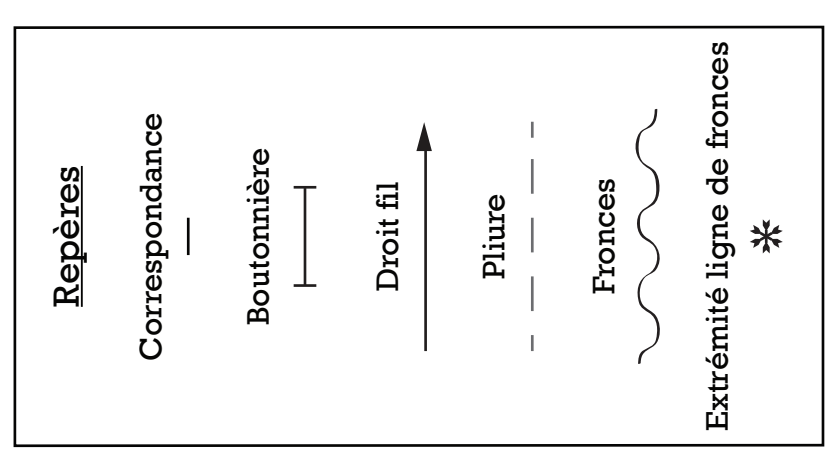 Repères
Correspondance
Boutonnière
Droit fil
Pliure
Fronces
Extrémité ligne de fronces